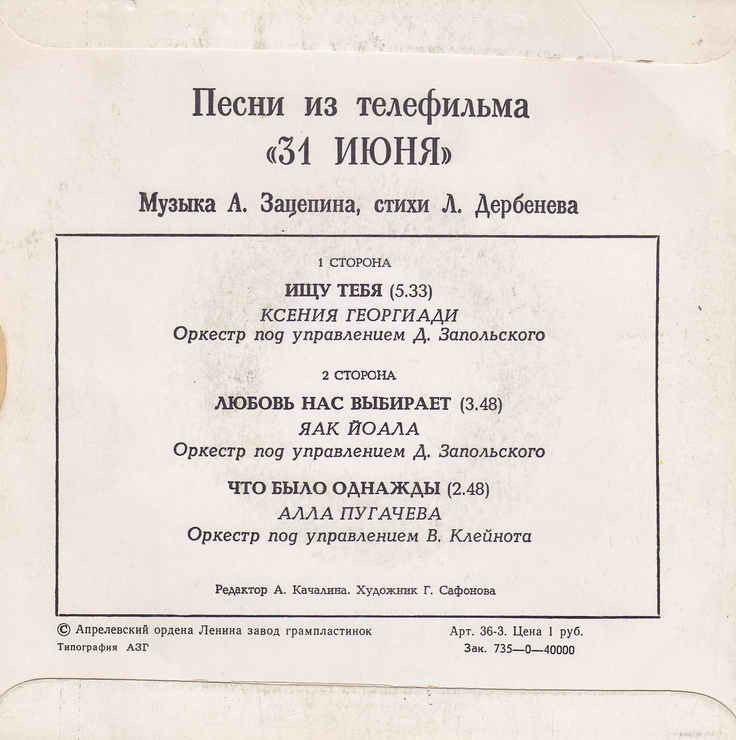 Песни из телефильма
«31 ИЮНЯ»
Музыка А. Зацепина, стихи Л. Дербенева
1 СТОРОНА
ИЩУ ТЕБЯ (5.33)
КСЕНИЯ ГЕОРГИАДИ
Оркестр под управлением Д. Запольского
2 СТОРОНА
ЛЮБОВЬ НАС ВЫБИРАЕТ (3.48)
ЯАК ЙОАЛА
Оркестр под управлением Д. Запольского
ЧТО БЫЛО ОДНАЖДЫ (2.48)
АЛЛА ПУГАЧЕВА
Оркестр под управлением В. Клейнота
Редактор А. Качалина. Художник Г. Сафонова
© Апрелевский ордена Ленина завод грампластинок Арт. 36-3. Цена 1 руб.
Типография АЗГ Зак. 735—0—40000